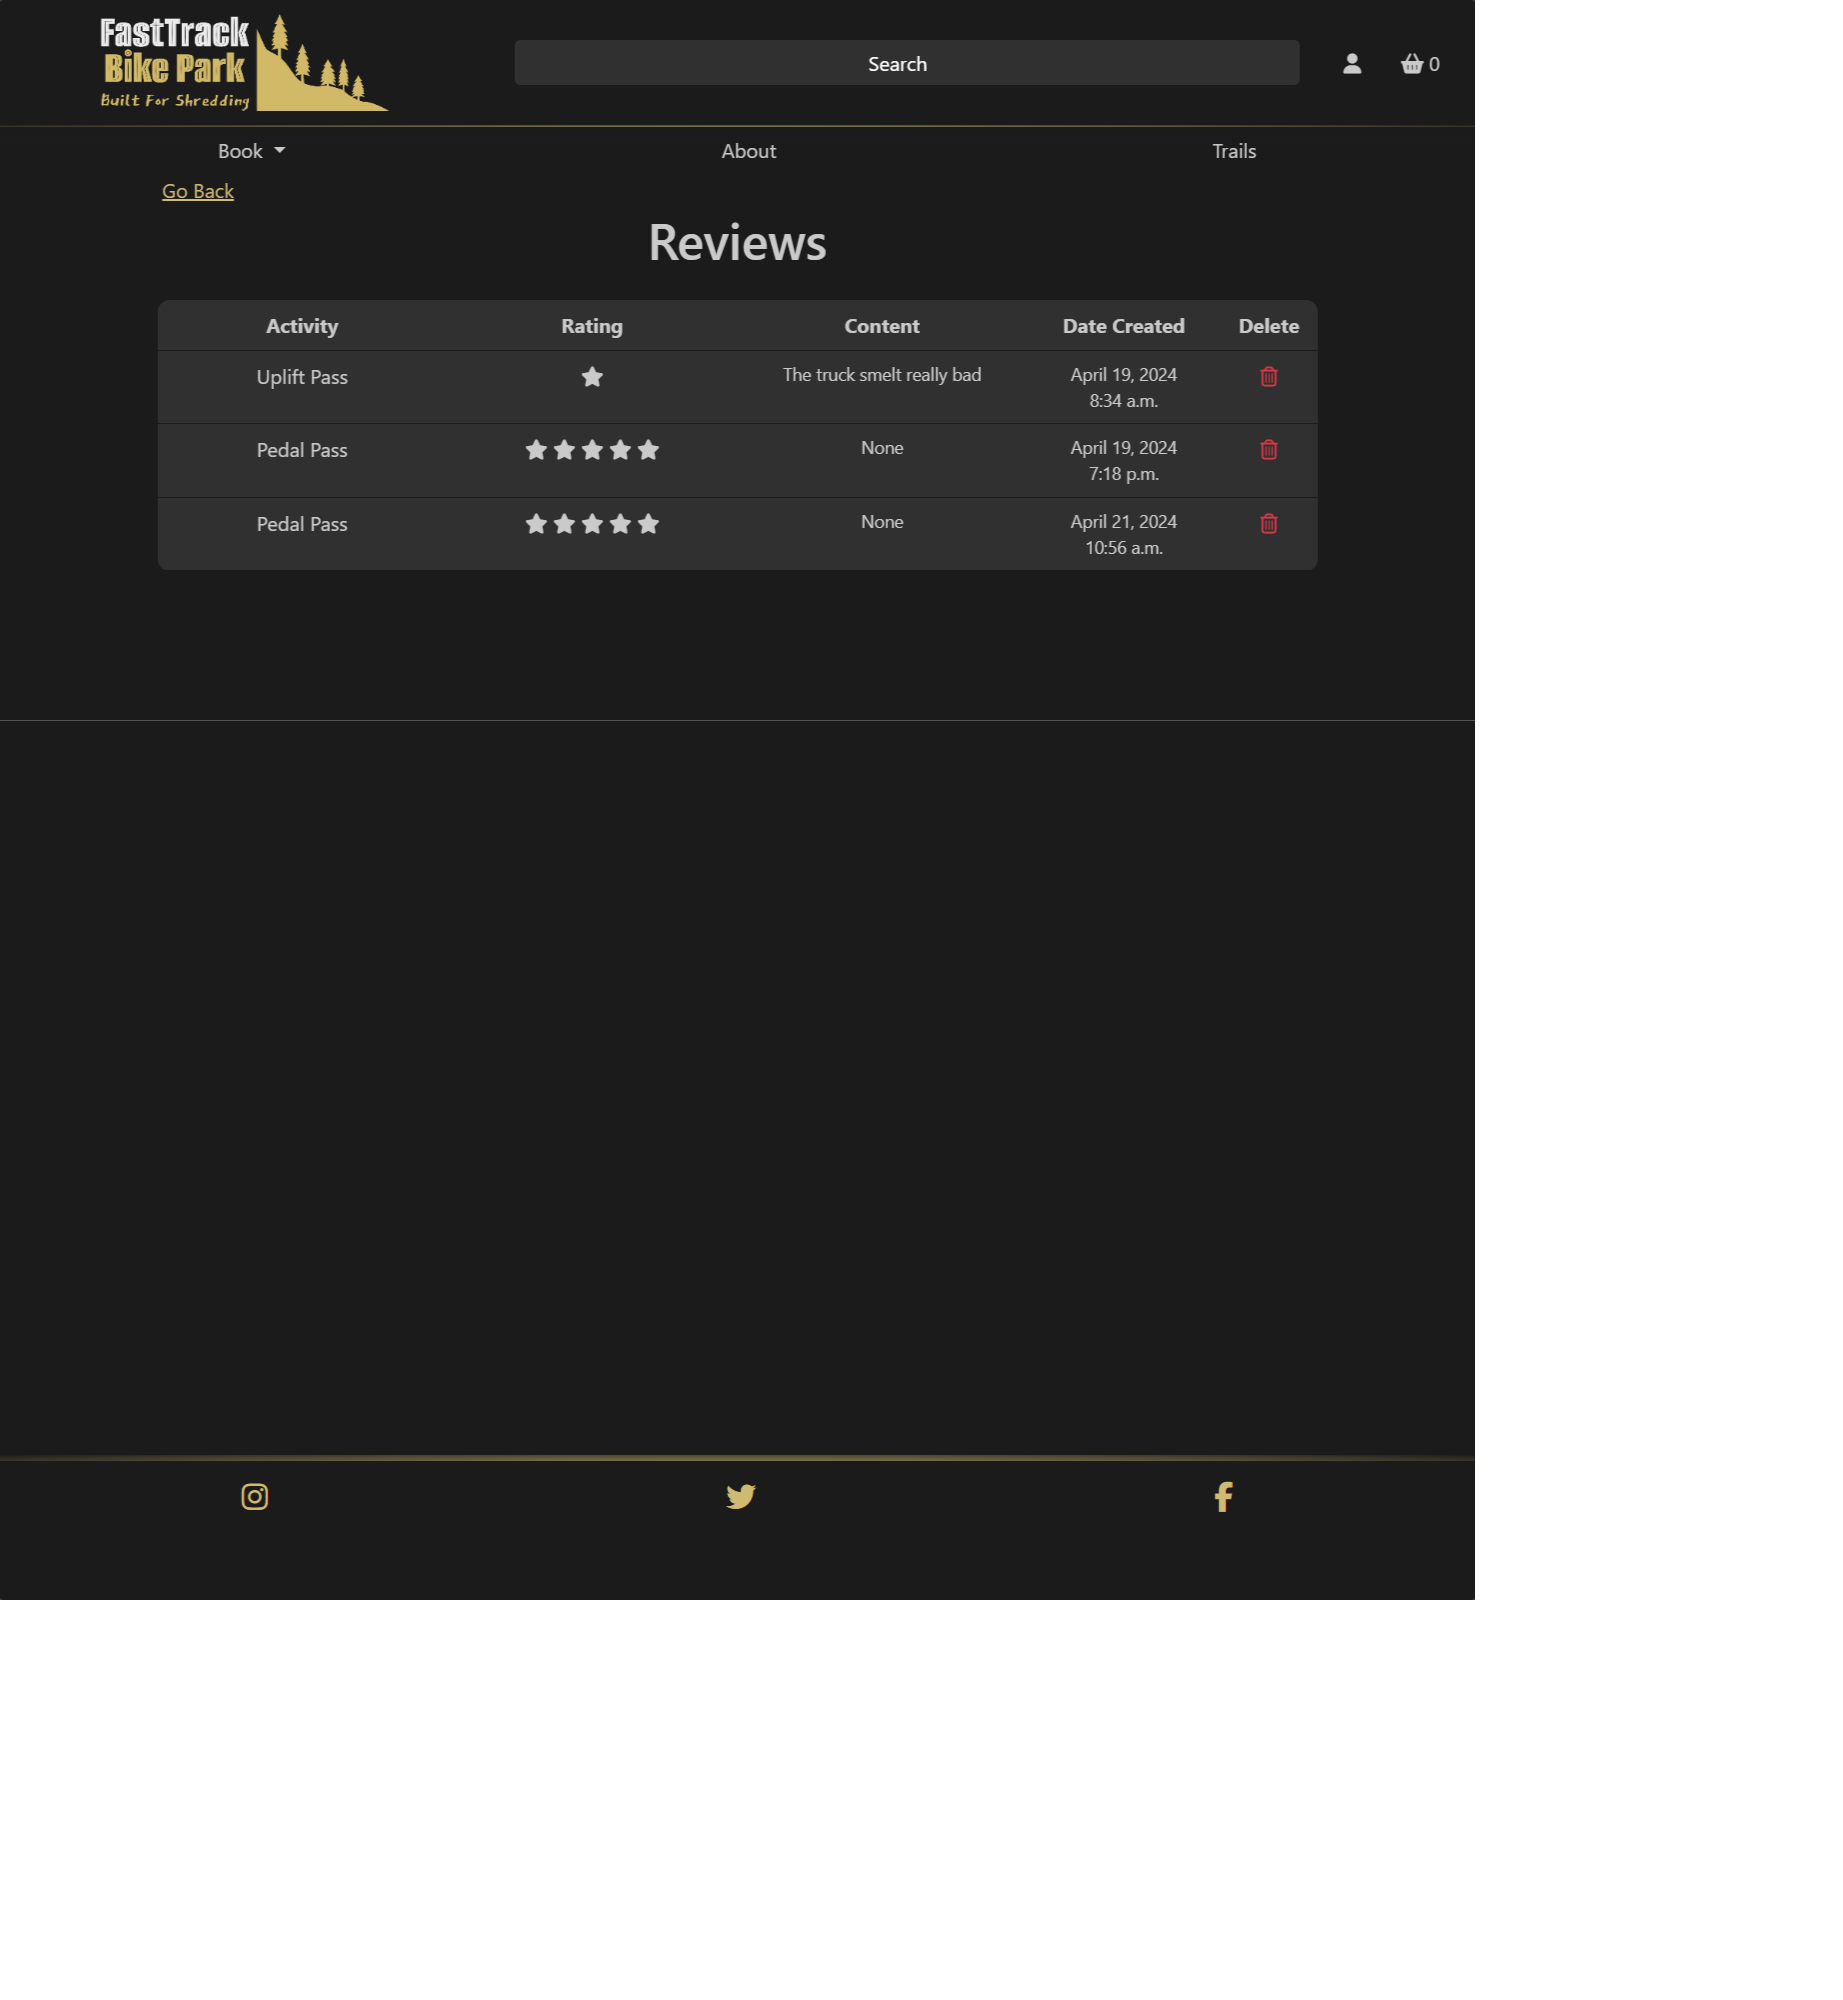 FastTrack
Bike Park
Built For Shredding
Search
0
Book
About
Trails
Go Back
Reviews
Activity Rating Content Date Created Delete
Uplift Pass The truck smelt really bad April 19, 2024
8:34 a.m.
Pedal Pass None April 19, 2024
7:18 p.m.
Pedal Pass None April 21, 2024
10:56 a.m.